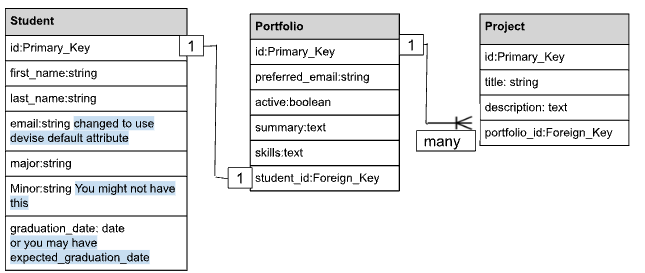 Student
id:Primary_Key
first_name:string
last_name:string
email:string changed to use
devise default attribute
major:string
Minor:string You might not have
this
graduation_date: date
or you may have
expected_graduation_date
1
1
Portfolio
id:Primary_Key
preferred_email:string
active:boolean
summary:text
skills:text
student_id:Foreign_Key
1
many
Project
id:Primary_Key
title: string
description: text
portfolio_id:Foreign_Key